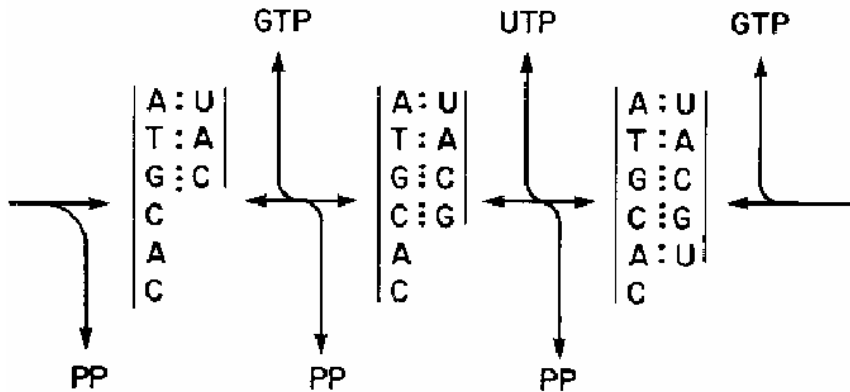 GTP UTP GTP
A : U A : U A : U
T : A T : A T : A
G ⋮ C G ⋮ C G ⋮ C
C C ⋮ G C ⋮ G
A A A : U
C C C
PP PP PP